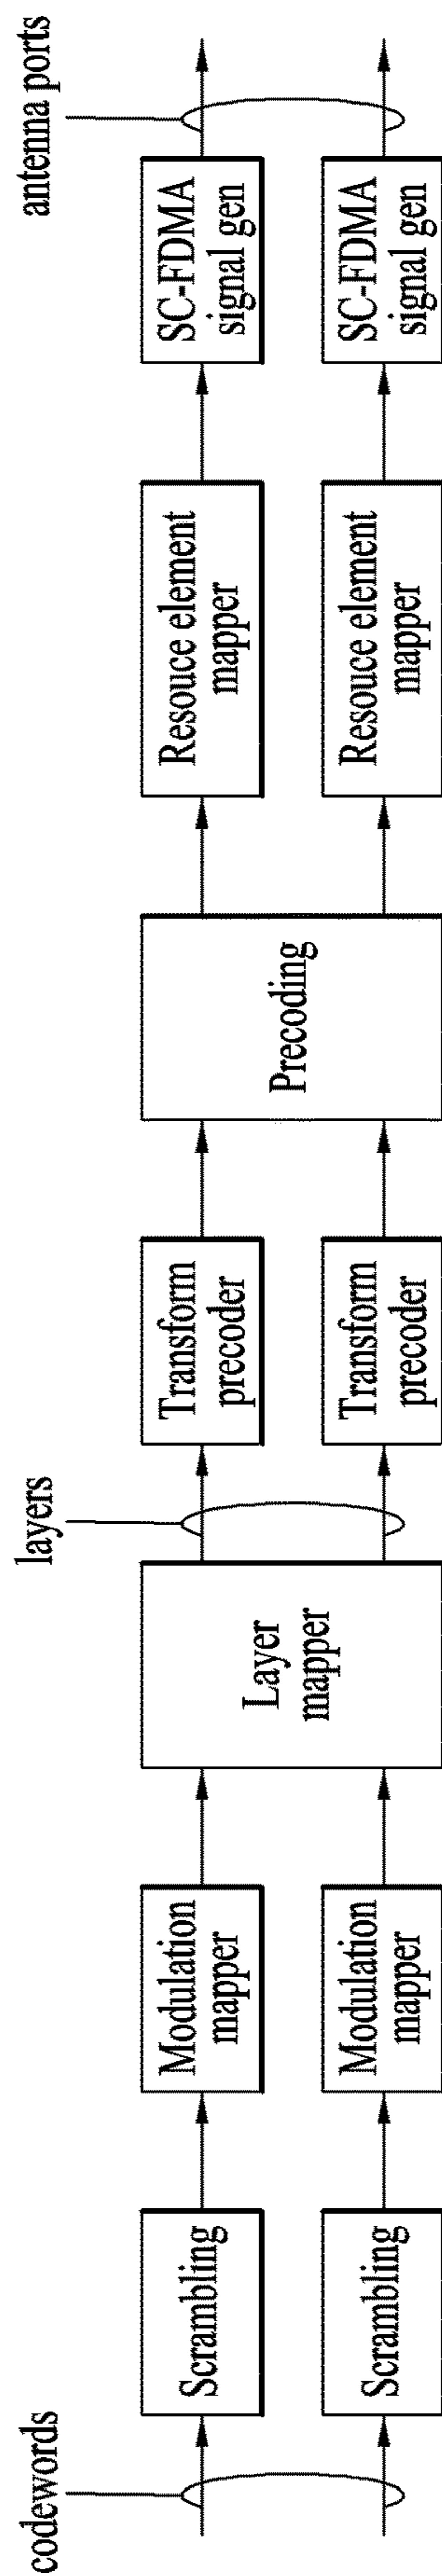 codewords
layers
antenna ports
Scrambling
Modulation
mapper
Layer
mapper
Transform
precoder
Precoding
Resouce element
mapper
SC-FDMA
signal gen
Scrambling
Modulation
mapper
Transform
precoder
Resouce element
mapper
SC-FDMA
signal gen